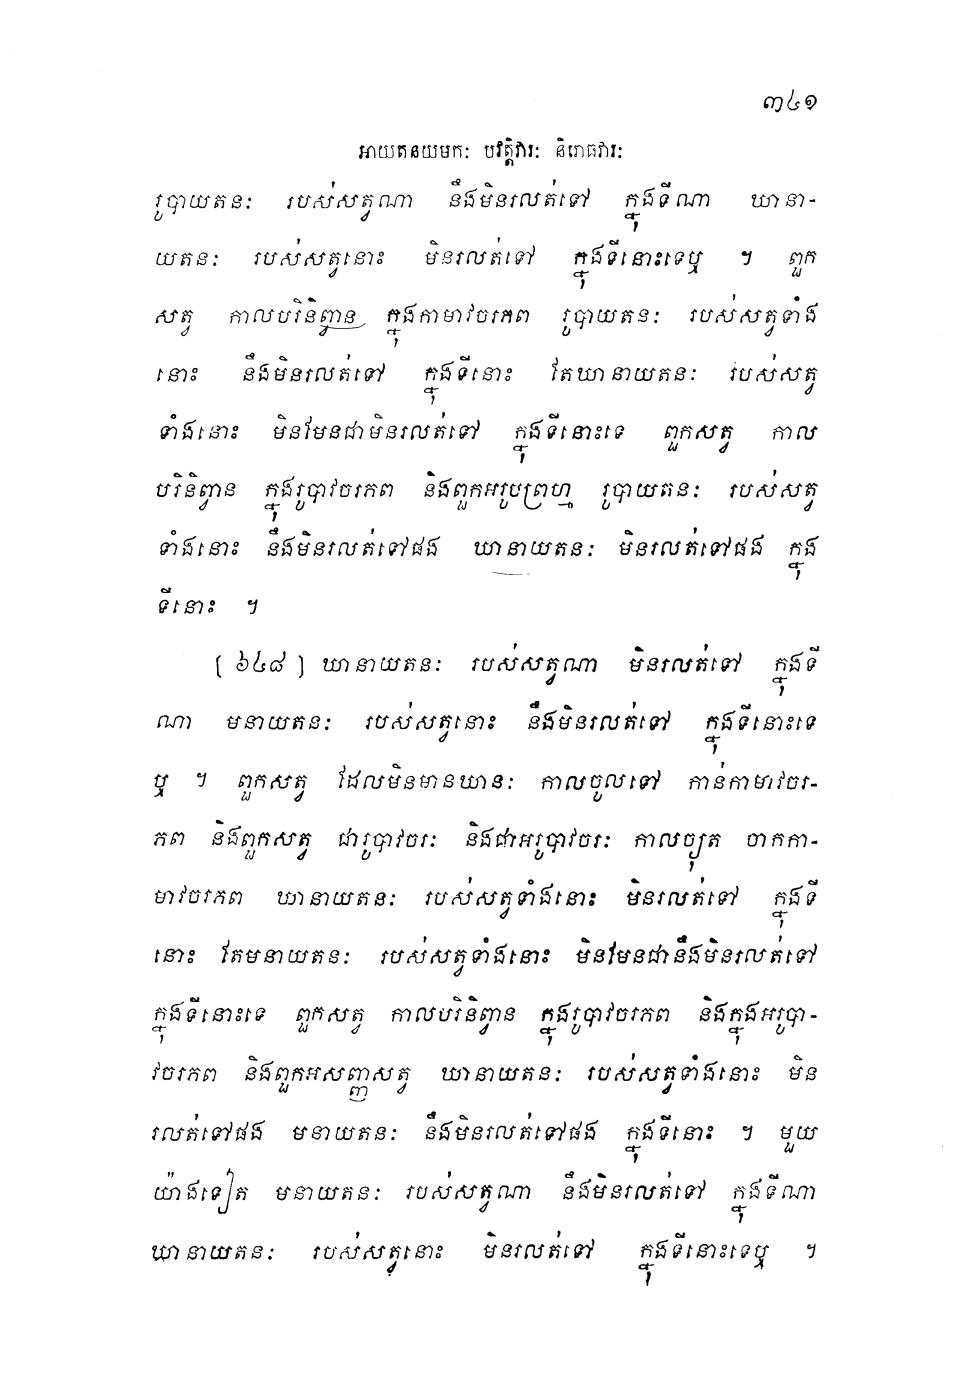 ៣៤១
អាយតនយមកៈ បវត្តិវារៈ និរោធវារៈ
រូបាយតនៈ របស់សត្វណា នឹងមិនរលត់ទៅ ក្នុងទីណា ឃានា-
យតនៈ របស់សត្វនោះ មិនរលត់ទៅ ក្នុងទីនោះទេឬ ។ ពួក
សត្វ កាលបរិនិព្វាន ក្នុងកាមាវចរភព រូបាយតនៈ របស់សត្វទាំង
នោះ នឹងមិនរលត់ទៅ ក្នុងទីនោះ តែឃានាយតនៈ របស់សត្វ
ទាំងនោះ មិនមែនជាមិនរលត់ទៅ ក្នុងទីនោះទេ ពួកសត្វ កាល
បរិនិព្វាន ក្នុងរូបាវចរភព និងពួកអរូបព្រហ្ម រូបាយតនៈ របស់សត្វ
ទាំងនោះ នឹងមិនរលត់ទៅផង ឃានាយតនៈ មិនរលត់ទៅផង ក្នុង
ទីនោះ ។
[ ៦៤៨ ] ឃានាយតនៈ របស់សត្វណា មិនរលត់ទៅ ក្នុងទី
ណា មនាយតនៈ របស់សត្វនោះ នឹងមិនរលត់ទៅ ក្នុងទីនោះទេ
ឬ ។ ពួកសត្វ ដែលមិនមានឃានៈ កាលចូលទៅ កាន់កាមាវចរ-
ភព និងពួកសត្វ ជារូបាវចរៈ និងជាអរូបាវចរៈ កាលច្យុត ចាកកា-
មាវចរភព ឃានាយតនៈ របស់សត្វទាំងនោះ មិនរលត់ទៅ ក្នុងទី
នោះ តែមនាយតនៈ របស់សត្វទាំងនោះ មិនមែនជានឹងមិនរលត់ទៅ
ក្នុងទីនោះទេ ពួកសត្វ កាលបរិនិព្វាន ក្នុងរូបាវចរភព និងក្នុងអរូបា-
វចរភព និងពួកអសញ្ញសត្វ ឃានាយតនៈ របស់សត្វទាំងនោះ មិន
រលត់ទៅផង មនាយតនៈ នឹងមិនរលត់ទៅផង ក្នុងទីនោះ ។ មួយ
យ៉ាងទៀត មនាយតនៈ របស់សត្វណា នឹងមិនរលត់ទៅ ក្នុងទីណា
ឃានាយតនៈ របស់សត្វនោះ មិនរលត់ទៅ ក្នុងទីនោះទេឬ ។